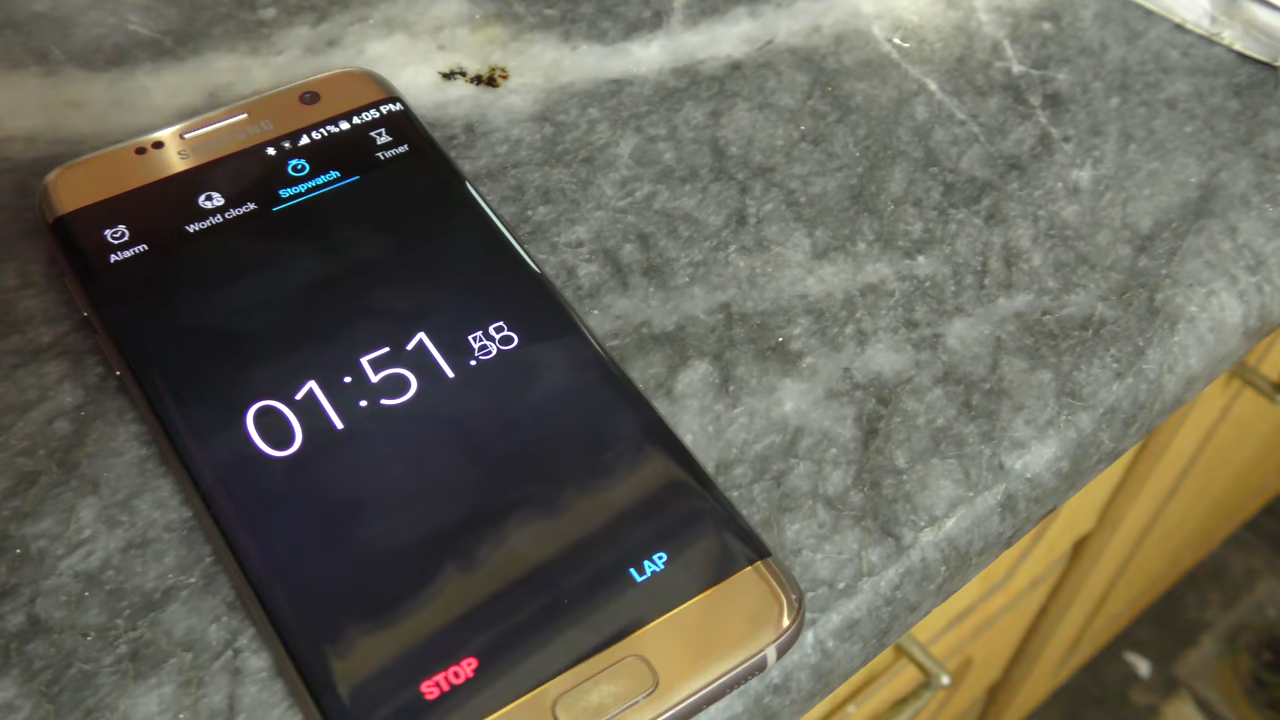 SAMSUNG
61% 4:05 PM
Alarm World clock Stopwatch Timer
01:51
LAP
STOP